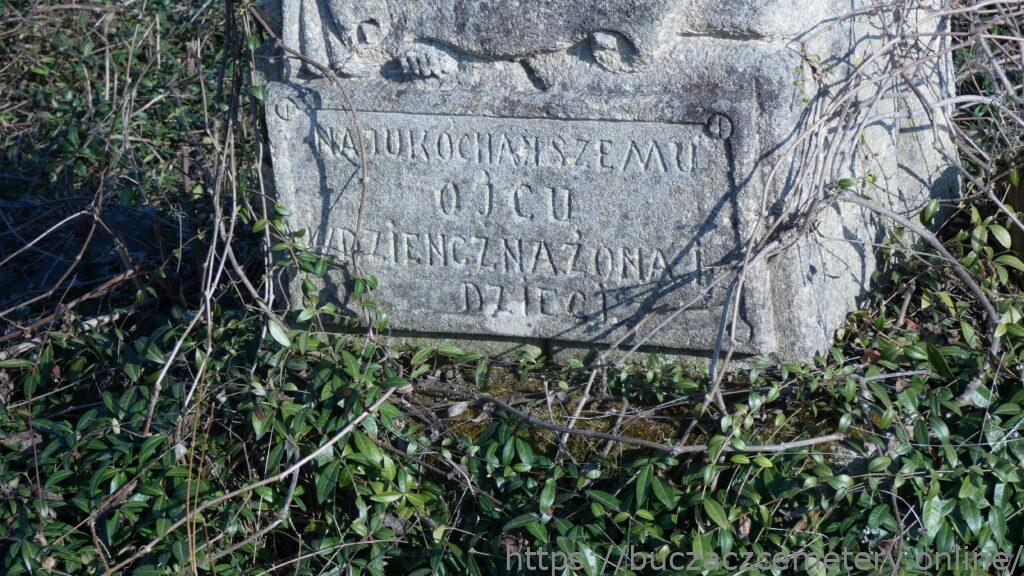 NAJUKOCHAŃSZEMU
OJCU
WDZIENCZNA ŻONA I
DZIECI
https://buczaczcemetery.online/